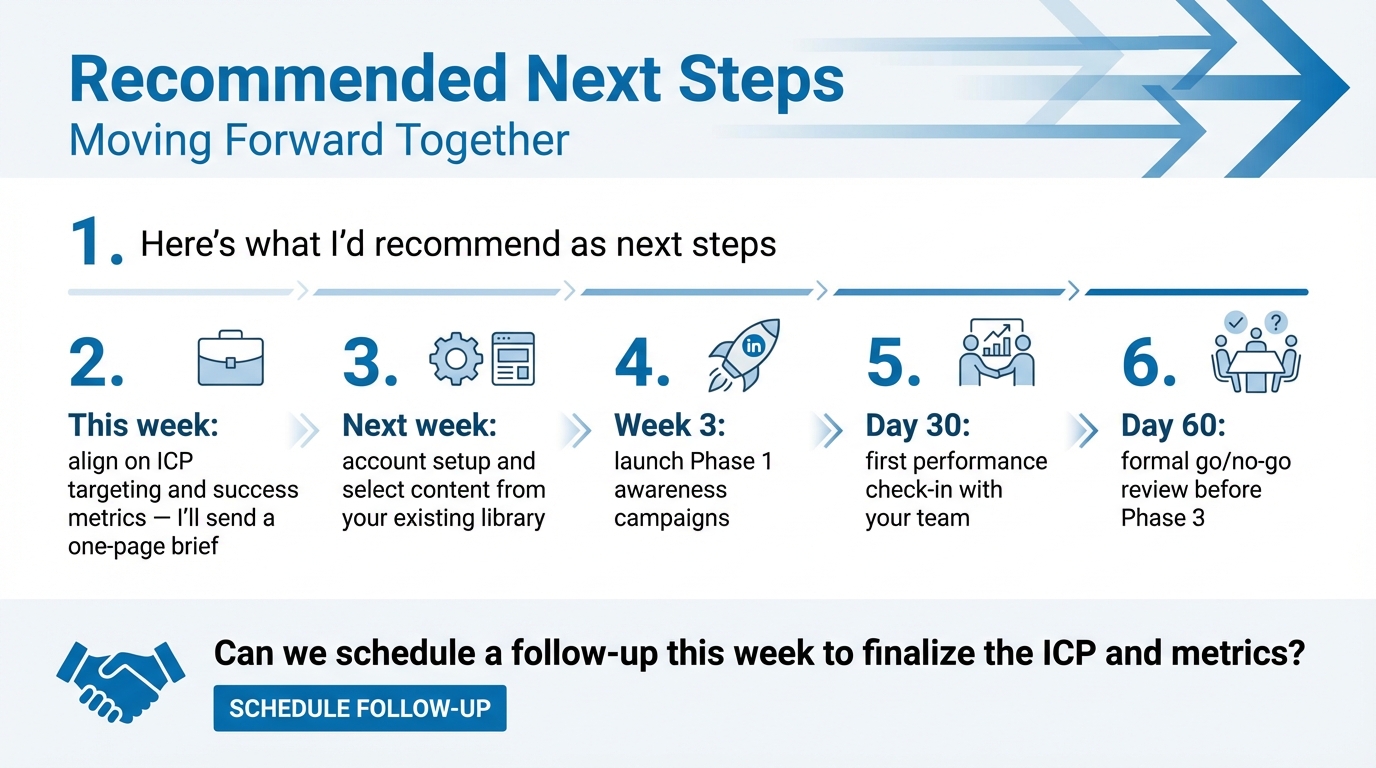 Recommended Next Steps
Moving Forward Together
1. Here's what I'd recommend as next steps
2.
This week:
align on ICP
targeting and success
metrics — I'll send a
one-page brief
3.
Next week:
account setup and
select content from
your existing library
4.
in
Week 3:
launch Phase 1
awareness
campaigns
5.
Day 30:
first performance
check-in with
your team
6.
?
Day 60:
formal go/no-go
review before
Phase 3
Can we schedule a follow-up this week to finalize the ICP and metrics?
SCHEDULE FOLLOW-UP